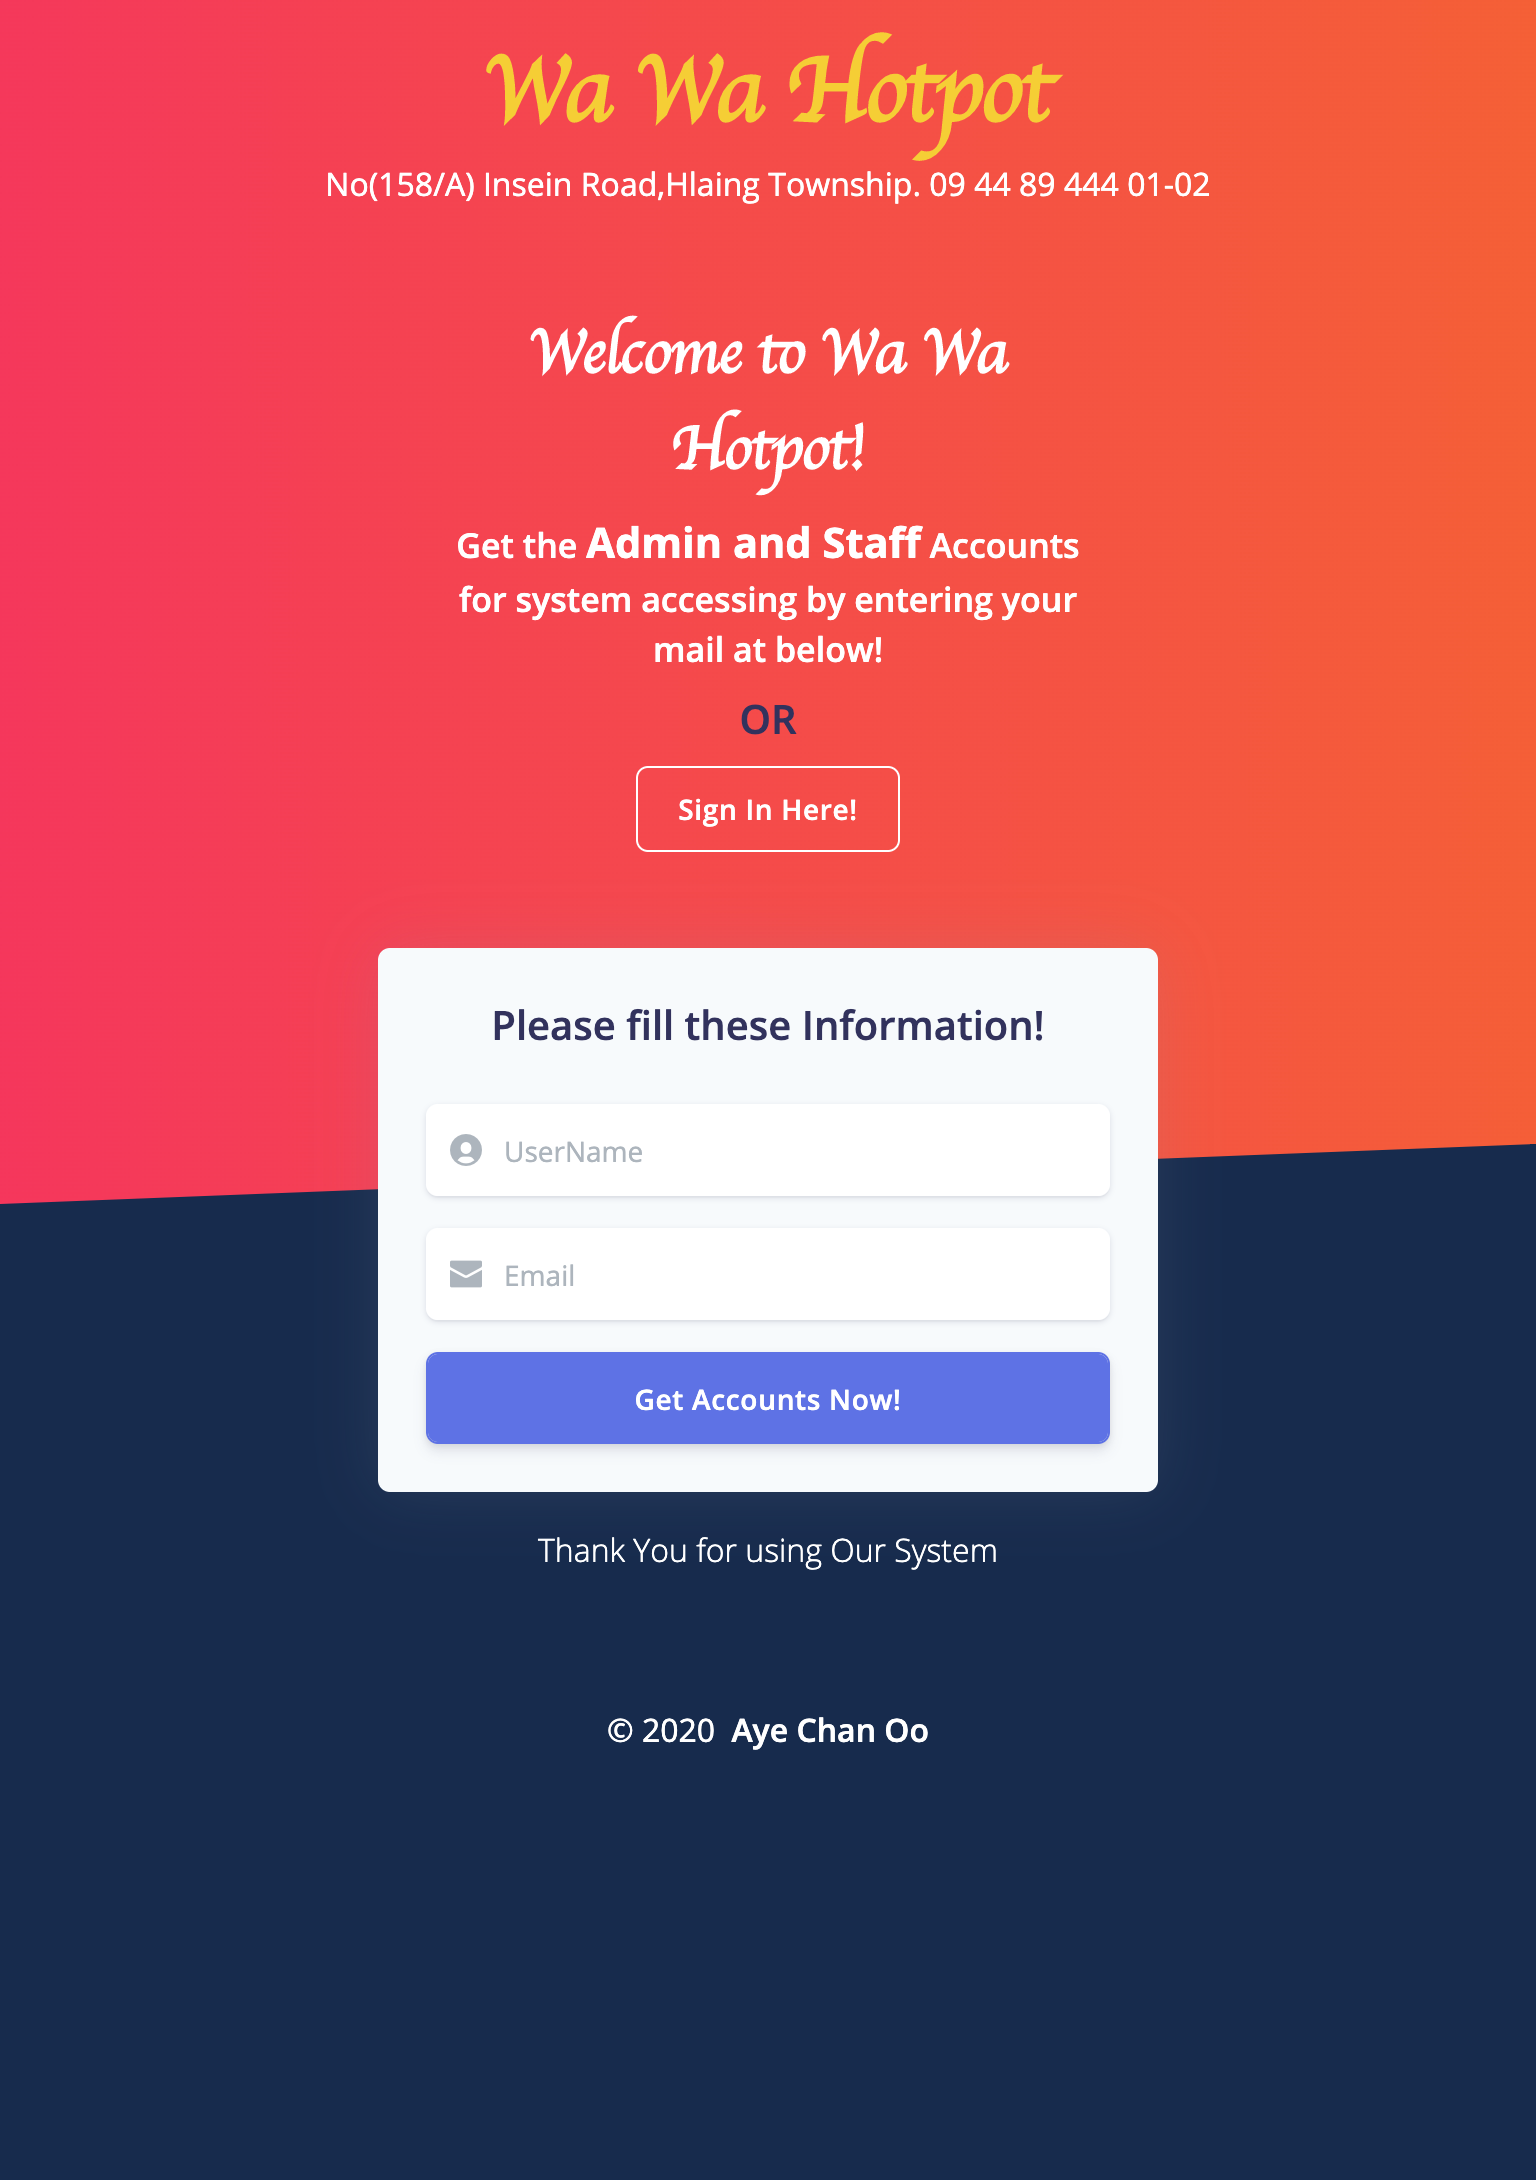 Wa Wa Hotpot
No(158/A) Insein Road,Hlaing Township. 09 44 89 444 01-02
Welcome to Wa Wa
Hotpot!
Get the Admin and Staff Accounts
for system accessing by entering your
mail at below!
OR
Sign In Here!
Please fill these Information!
UserName
Email
Get Accounts Now!
Thank You for using Our System
© 2020 Aye Chan Oo